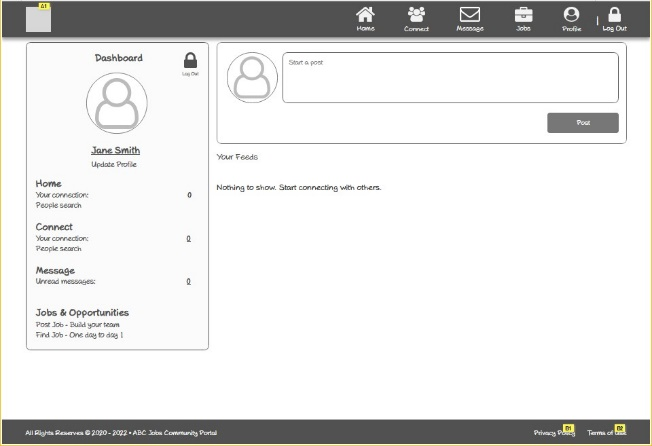 A1
Home
Connect
Message
Jobs
Profile
|
Log Out
Dashboard
Log Out
Jane Smith
Update Profile
Home
Your connection: 0
People search
Connect
Your connection: 0
People search
Message
Unread messages: 0
Jobs & Opportunities
Post Job - Build your team
Find Job - One day to day 1
Start a post
Post
Your Feeds
Nothing to show. Start connecting with others.
All Rights Reserves © 2020 - 2022 • ABC Jobs Community Portal
Privacy Policy
B1
Terms of
B2